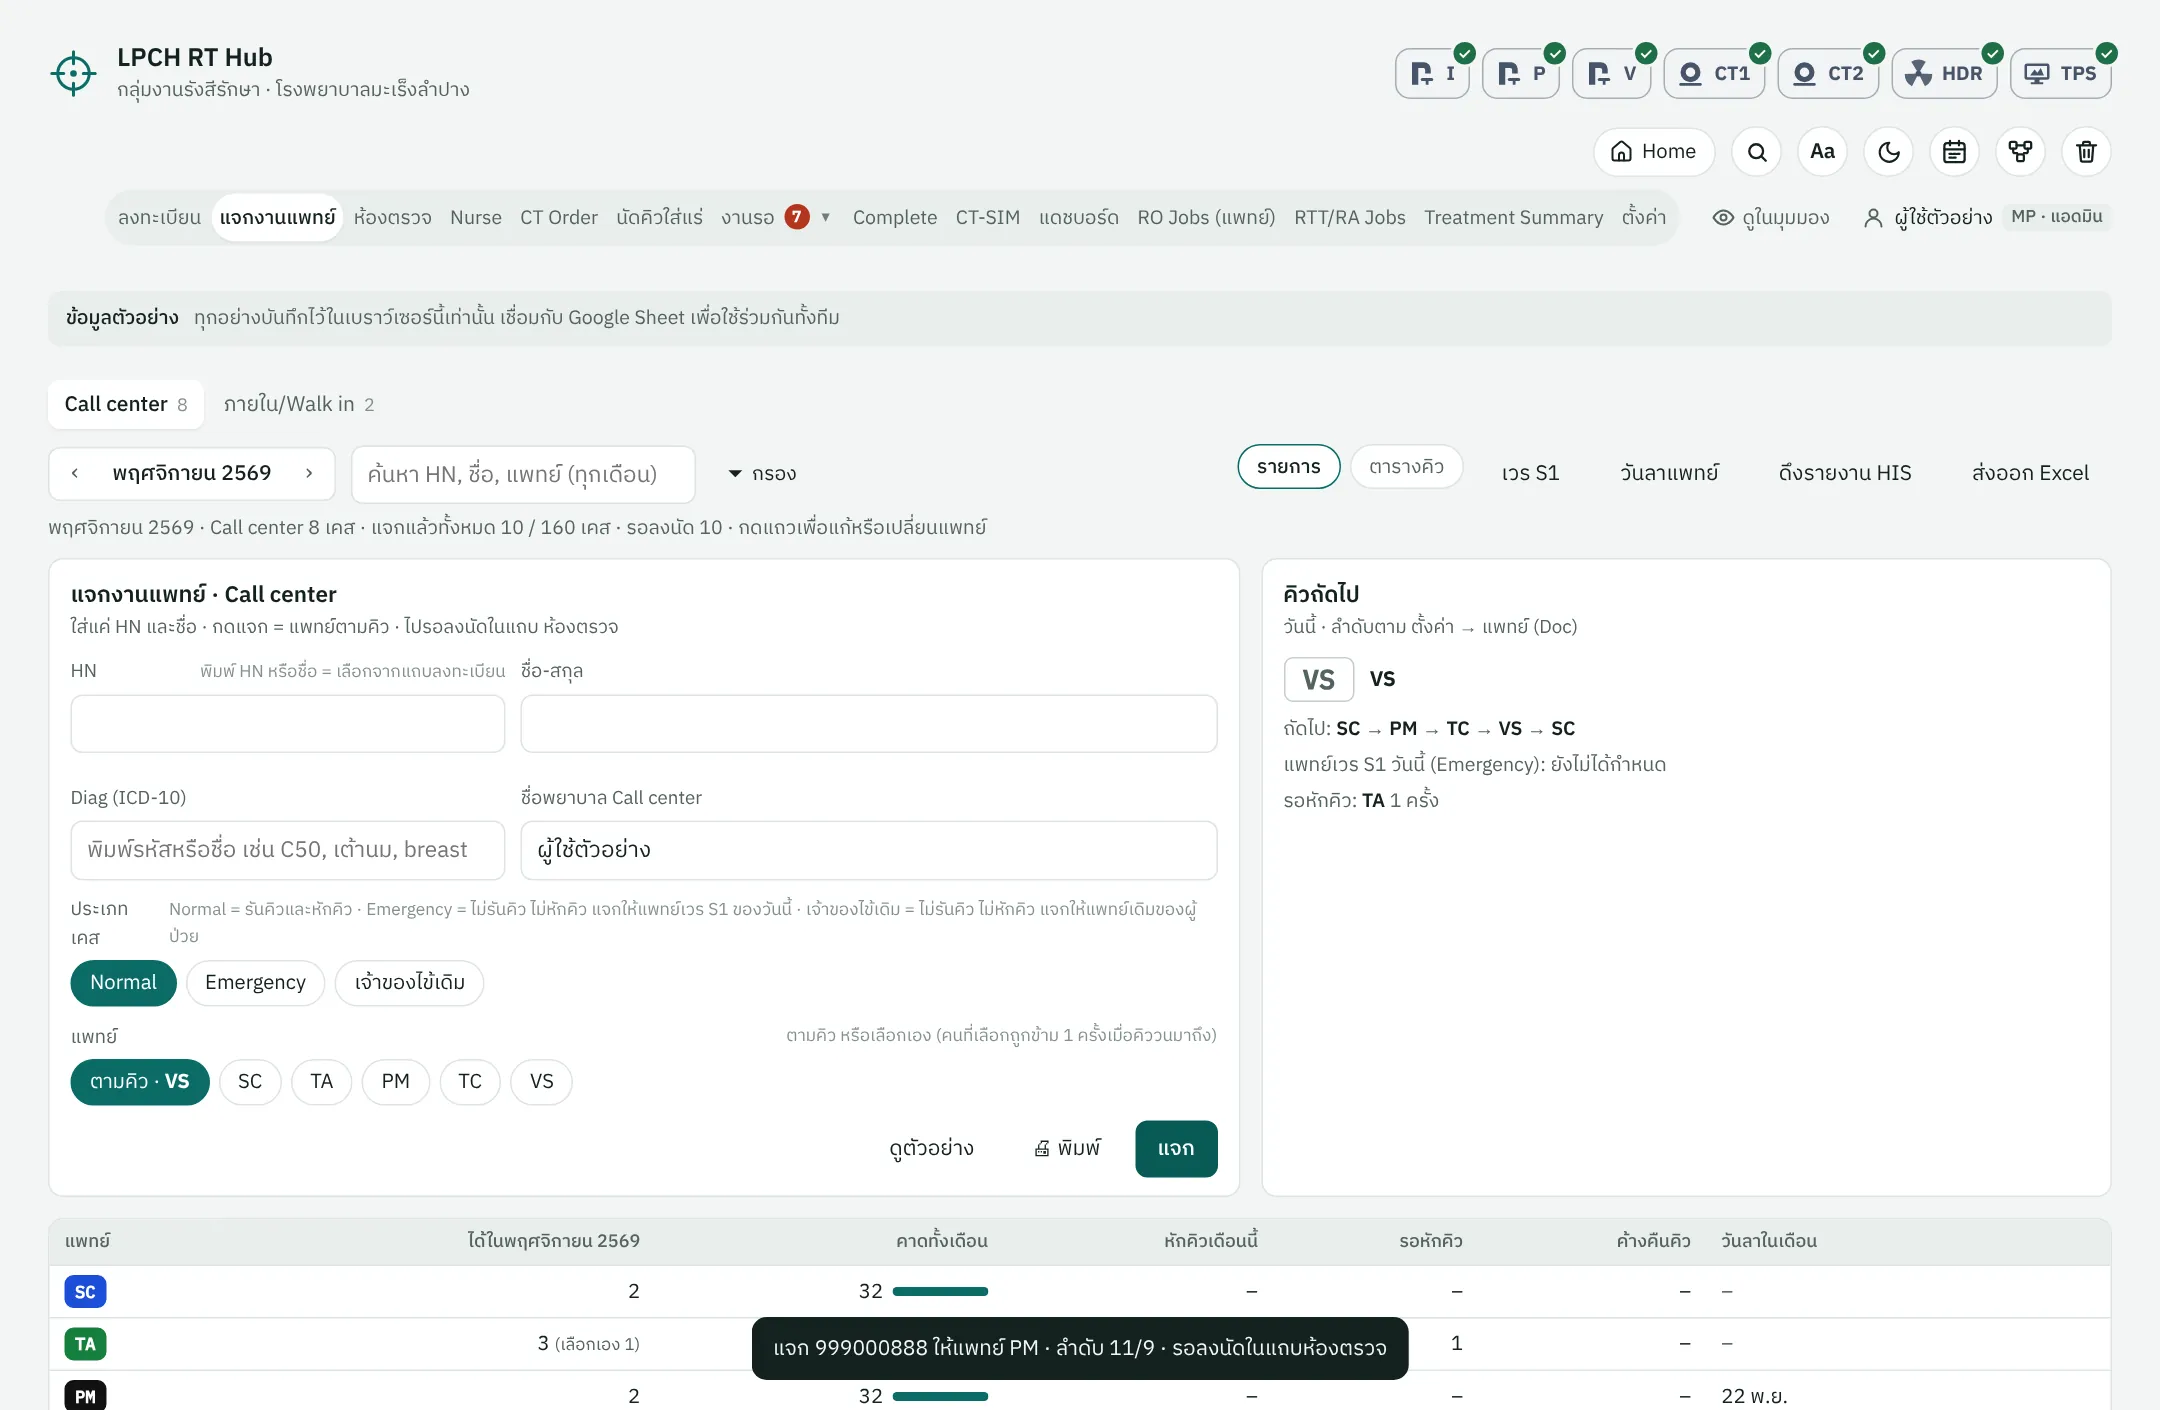 LPCH RT Hub
กลุ่มงานรังสีรักษา · โรงพยาบาลมะเร็งลำปาง
I P V CT1 CT2 HDR TPS
Home Aa
ลงทะเบียน แจกงานแพทย์ ห้องตรวจ Nurse CT Order นัดคิวใส่แร่ งานรอ 7 ▼ Complete CT-SIM แดชบอร์ด RO Jobs (แพทย์) RTT/RA Jobs Treatment Summary ตั้งค่า ดูในมุมมอง ผู้ใช้ตัวอย่าง MP · แอดมิน
ข้อมูลตัวอย่าง ทุกอย่างบันทึกไว้ในเบราว์เซอร์นี้เท่านั้น เชื่อมกับ Google Sheet เพื่อใช้ร่วมกันทั้งทีม
Call center 8 ภายใน/Walk in 2
‹ พฤศจิกายน 2569 › ค้นหา HN, ชื่อ, แพทย์ (ทุกเดือน) กรอง รายการ ตารางคิว เวร S1 วันลาแพทย์ ดึงรายงาน HIS ส่งออก Excel
พฤศจิกายน 2569 · Call center 8 เคส · แจกแล้วทั้งหมด 10 / 160 เคส · รอลงนัด 10 · กดแถวเพื่อแก้หรือเปลี่ยนแพทย์
แจกงานแพทย์ · Call center
ใส่แค่ HN และชื่อ · กดแจก = แพทย์ตามคิว · ไปรอลงนัดในแถบ ห้องตรวจ
HN พิมพ์ HN หรือชื่อ = เลือกจากแถบลงทะเบียน ชื่อ-สกุล
Diag (ICD-10) ชื่อพยาบาล Call center
พิมพ์รหัสหรือชื่อ เช่น C50, เต้านม, breast ผู้ใช้ตัวอย่าง
ประเภทเคส Normal = รันคิวและหักคิว · Emergency = ไม่รันคิว ไม่หักคิว แจกให้แพทย์เวร S1 ของวันนี้ · เจ้าของไข้เดิม = ไม่รันคิว ไม่หักคิว แจกให้แพทย์เดิมของผู้ป่วย
Normal Emergency เจ้าของไข้เดิม
แพทย์ ตามคิว หรือเลือกเอง (คนที่เลือกถูกข้าม 1 ครั้งเมื่อคิววนมาถึง)
ตามคิว · VS SC TA PM TC VS
ดูตัวอย่าง พิมพ์ แจก
คิวถัดไป
วันนี้ · ลำดับตาม ตั้งค่า → แพทย์ (Doc)
VS VS
ถัดไป: SC → PM → TC → VS → SC
แพทย์เวร S1 วันนี้ (Emergency): ยังไม่ได้กำหนด
รอหักคิว: TA 1 ครั้ง
แพทย์ ได้ในพฤศจิกายน 2569 คาดทั้งเดือน หักคิวเดือนนี้ รอหักคิว ค้างคืนคิว วันลาในเดือน
SC 2 32 – – – –
TA 3 (เลือกเอง 1) 1 – –
แจก 999000888 ให้แพทย์ PM · ลำดับ 11/9 · รอลงนัดในแถบห้องตรวจ
PM 2 32 – – – 22 พ.ย.